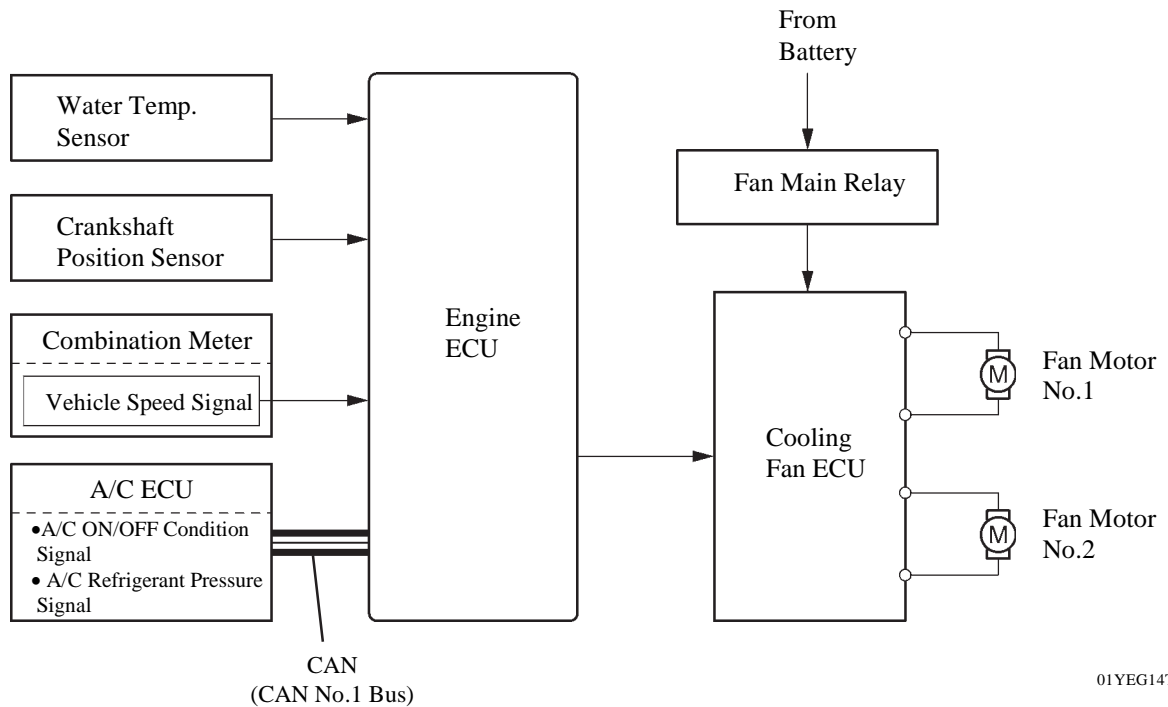 From
Battery
Water Temp.
Sensor
Fan Main Relay
Crankshaft
Position Sensor
Engine
ECU
Combination Meter
Vehicle Speed Signal
Fan Motor
No.1
Cooling
Fan ECU
A/C ECU
•A/C ON/OFF Condition
Signal
• A/C Refrigerant Pressure
Signal
M
M
Fan Motor
No.2
CAN
(CAN No.1 Bus)